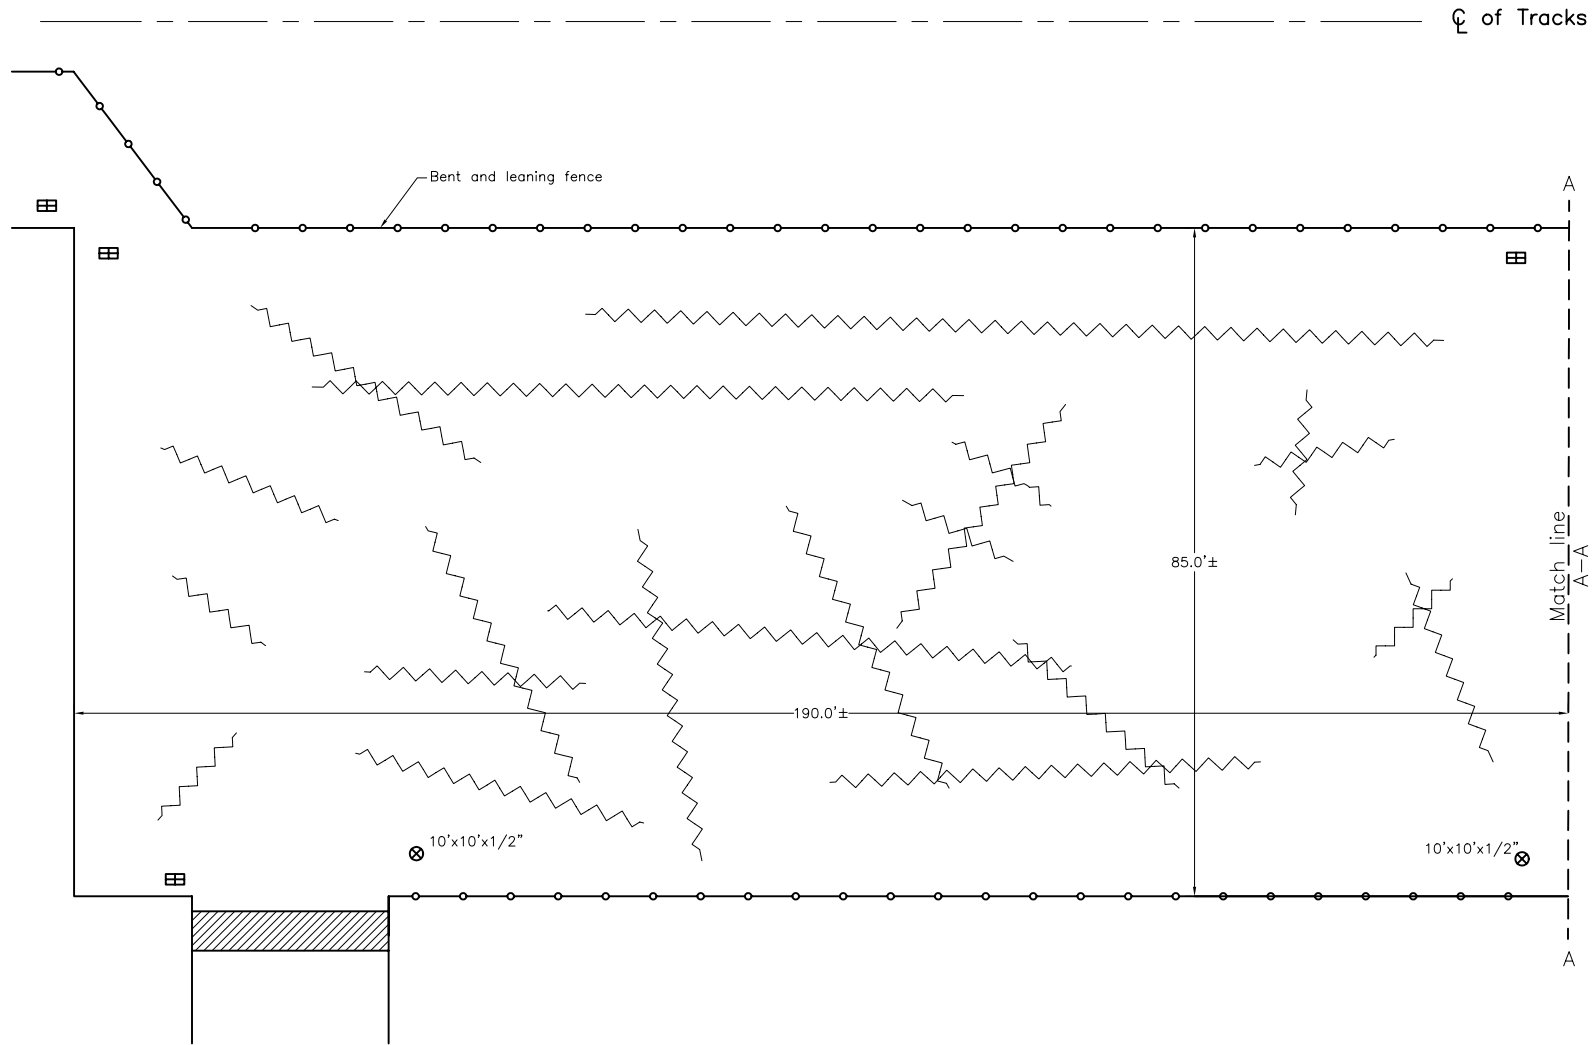 ℄ of Tracks
Bent and leaning fence
A
Match line
A-A
85.0'±
190.0'±
10'x10'x1/2"
10'x10'x1/2"
A